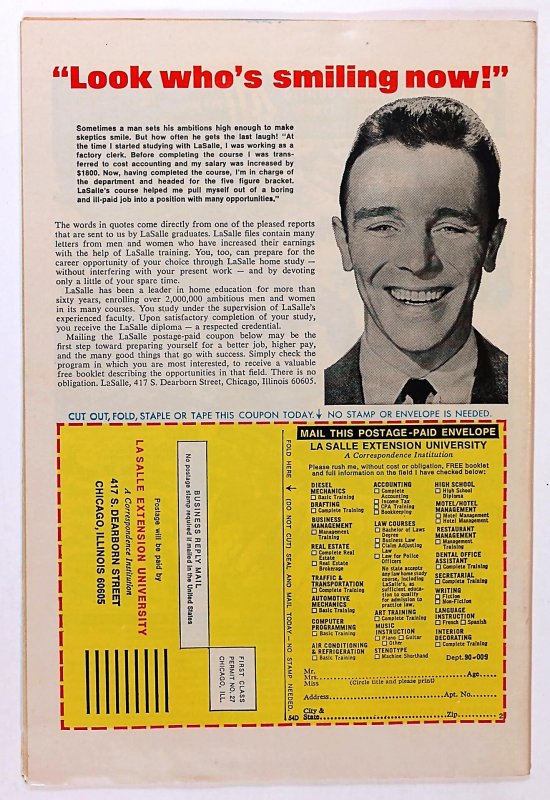 “Look who’s smiling now!”
Sometimes a man sets his ambitions high enough to make
skeptics smile. But how often he gets the last laugh! “At
the time I started studying with LaSalle, I was working as a
factory clerk. Before completing the course I was trans-
ferred to cost accounting and my salary was increased by
$1800. Now, having completed the course, I'm in charge of
the department and headed for the five figure bracket.
LaSalle's course helped me pull myself out of a boring
and ill-paid job into a position with many opportunities.”
The words in quotes come directly from one of the pleased reports
that are sent to us by LaSalle graduates. LaSalle files contain many
letters from men and women who have increased their earnings
with the help of LaSalle training. You, too, can prepare for the
career opportunity of your choice through LaSalle home study —
without interfering with your present work — and by devoting
only a little of your spare time.
LaSalle has been a leader in home education for more than
sixty years, enrolling over 2,000,000 ambitious men and women
in its many courses. You study under the supervision of LaSalle's
experienced faculty. Upon satisfactory completion of your study,
you receive the LaSalle diploma — a respected credential.
Mailing the LaSalle postage-paid coupon below may be the
first step toward preparing yourself for a better job, higher pay,
and the many good things that go with success. Simply check the
program in which you are most interested, to receive a valuable
free booklet describing the opportunities in that field. There is no
obligation. LaSalle, 417 S. Dearborn Street, Chicago, Illinois 60605.
CUT OUT, FOLD, STAPLE OR TAPE THIS COUPON TODAY. NO STAMP OR ENVELOPE IS NEEDED.
BUSINESS REPLY MAIL
No postage stamp required if mailed in the United States
FIRST CLASS
PERMIT NO. 27
CHICAGO, ILL.
Postage will be paid by
LA SALLE EXTENSION UNIVERSITY
A Correspondence Institution
417 S. DEARBORN STREET
CHICAGO, ILLINOIS 60605
FOLD HERE (DO NOT CUT) SEAL AND MAIL TODAY—NO STAMP NEEDED.
MAIL THIS POSTAGE-PAID ENVELOPE
LA SALLE EXTENSION UNIVERSITY
A Correspondence Institution
Please rush me, without cost or obligation, FREE booklet
and full information on the field I have checked below:
DIESEL
MECHANICS
Basic Training
DRAFTING
Complete Training
BUSINESS
MANAGEMENT
Management
Training
REAL ESTATE
Complete Real
Estate
Real Estate
Brokerage
TRAFFIC &
TRANSPORTATION
Complete Training
AUTOMOTIVE
MECHANICS
Basic Training
COMPUTER
PROGRAMMING
Basic Training
AIR CONDITIONING
& REFRIGERATION
Basic Training
ACCOUNTING
Complete
Accounting
Income Tax
CPA Training
Bookkeeping
LAW COURSES
Bachelor of Laws
Degree
Business Law
Claim Adjusting
Law
Law for Police
Officers
No state accepts
any law home study
course, including
LaSalle's, as
sufficient educa-
tion to qualify
for admission to
practice law.
ART TRAINING
Complete Training
MUSIC
INSTRUCTION
Piano Guitar
Other
STENOTYPE
Machine Shorthand
HIGH SCHOOL
High School
Diploma
MOTEL/HOTEL
MANAGEMENT
Motel Management
Hotel Management
RESTAURANT
MANAGEMENT
Management
Training
DENTAL OFFICE
ASSISTANT
Complete Training
SECRETARIAL
Complete Training
WRITING
Fiction
Non-Fiction
LANGUAGE
INSTRUCTION
French Spanish
INTERIOR
DECORATING
Complete Training
Dept. 90-009
Mr.
Mrs. Age
Miss (Circle title and please print)
Address Apt. No.
City &
State Zip
54D